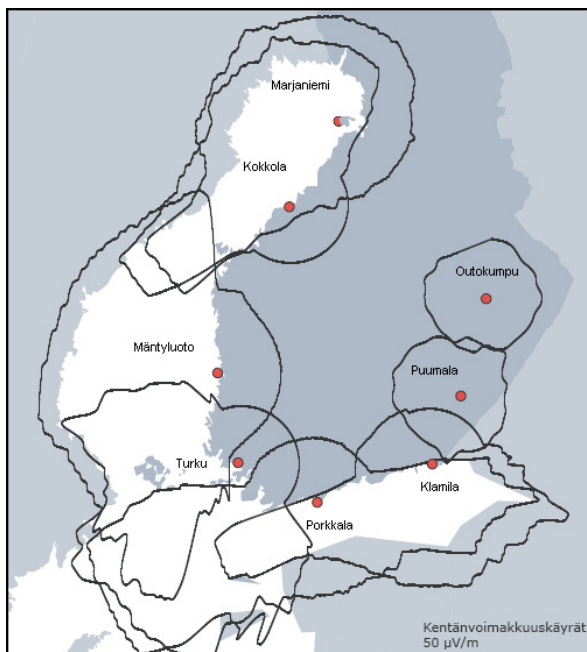 Marjaniemi
Kokkola
Outokumpu
Mäntyluoto
Puumala
Turku
Klamila
Porkkala
Kentänvoimakkuuskäyrät
50 µV/m